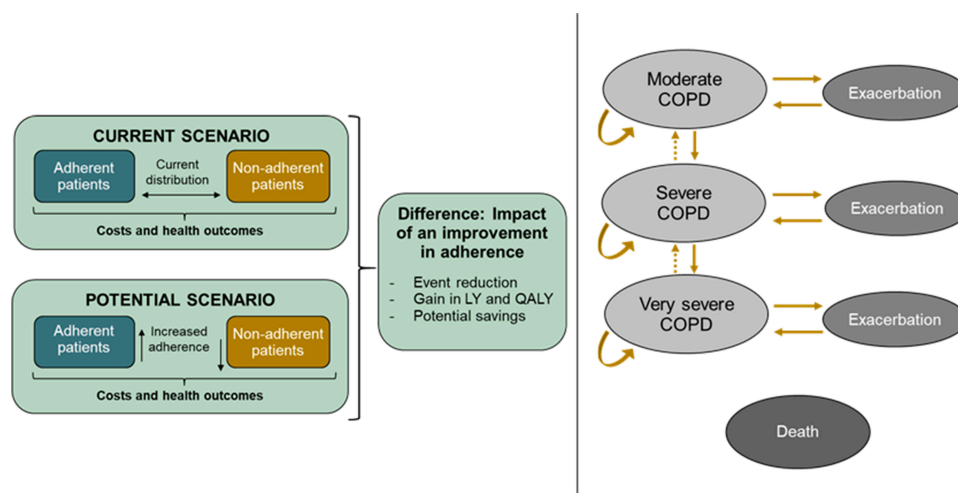 CURRENT SCENARIO
Adherent
patients
Current
distribution
Non-adherent
patients
Costs and health outcomes
POTENTIAL SCENARIO
Adherent
patients
Increased
adherence
Non-adherent
patients
Costs and health outcomes
Difference: Impact
of an improvement
in adherence
- Event reduction
- Gain in LY and QALY
- Potential savings
Moderate
COPD
Exacerbation
Severe
COPD
Exacerbation
Very severe
COPD
Exacerbation
Death